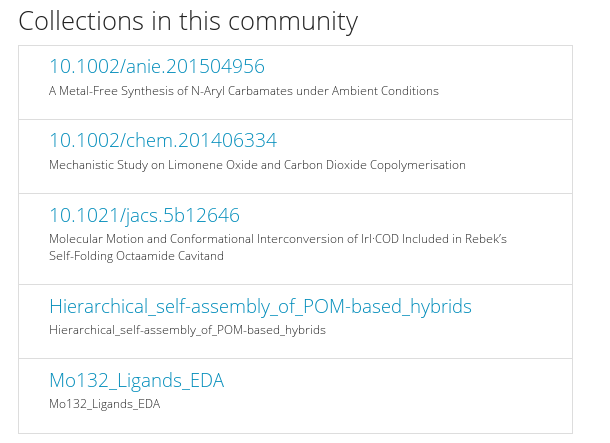 Collections in this community
10.1002/anie.201504956
A Metal-Free Synthesis of N-Aryl Carbamates under Ambient Conditions
10.1002/chem.201406334
Mechanistic Study on Limonene Oxide and Carbon Dioxide Copolymerisation
10.1021/jacs.5b12646
Molecular Motion and Conformational Interconversion of IrI·COD Included in Rebek’s
Self-Folding Octaamide Cavitand
Hierarchical_self-assembly_of_POM-based_hybrids
Hierarchical_self-assembly_of_POM-based_hybrids
Mo132_Ligands_EDA
Mo132_Ligands_EDA